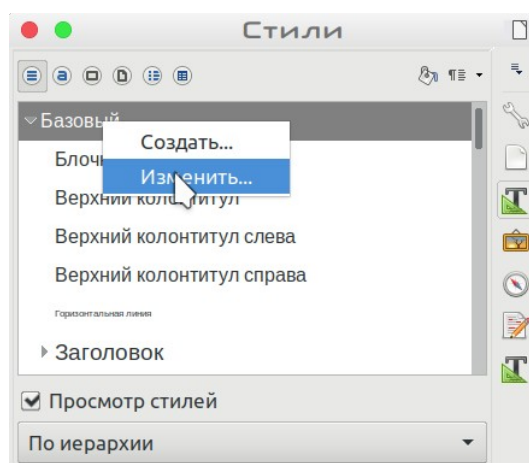 Стили
Базовый
Создать...
Изменить...
Верхний колонтитул
Верхний колонтитул слева
Верхний колонтитул справа
Горизонтальная линия
Заголовок
Просмотр стилей
По иерархии